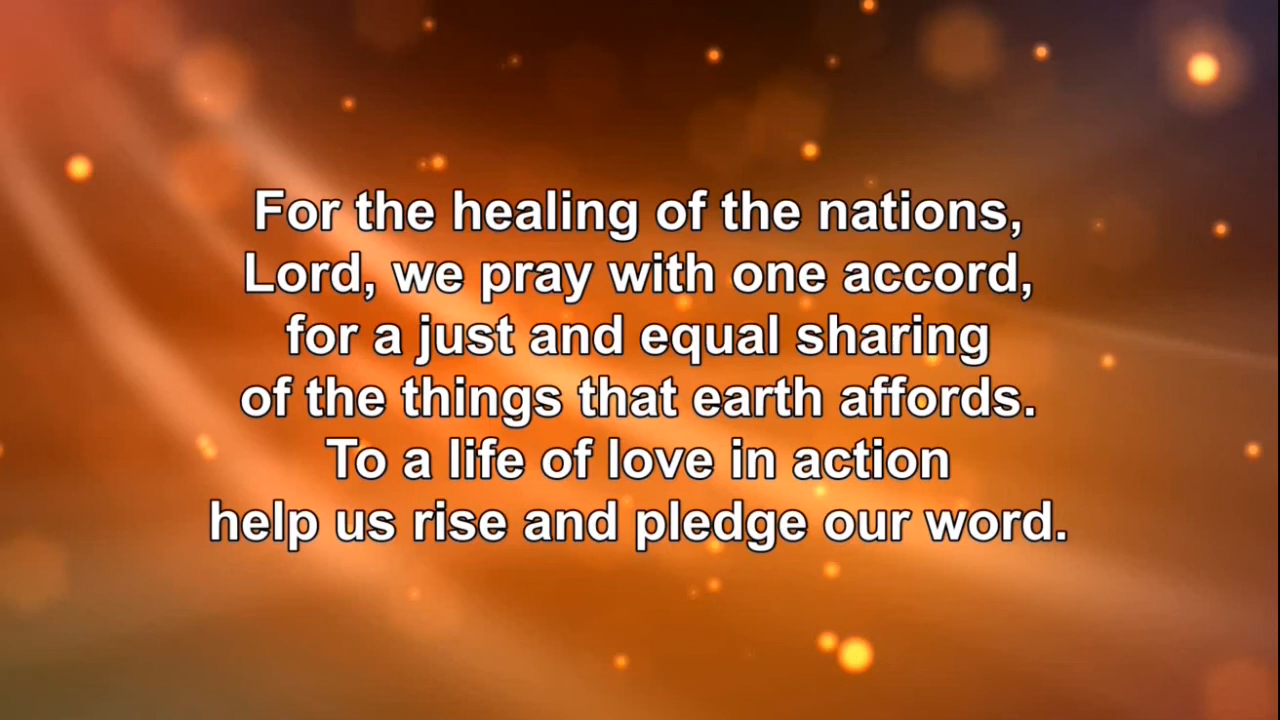 For the healing of the nations,
Lord, we pray with one accord,
for a just and equal sharing
of the things that earth affords.
To a life of love in action
help us rise and pledge our word.